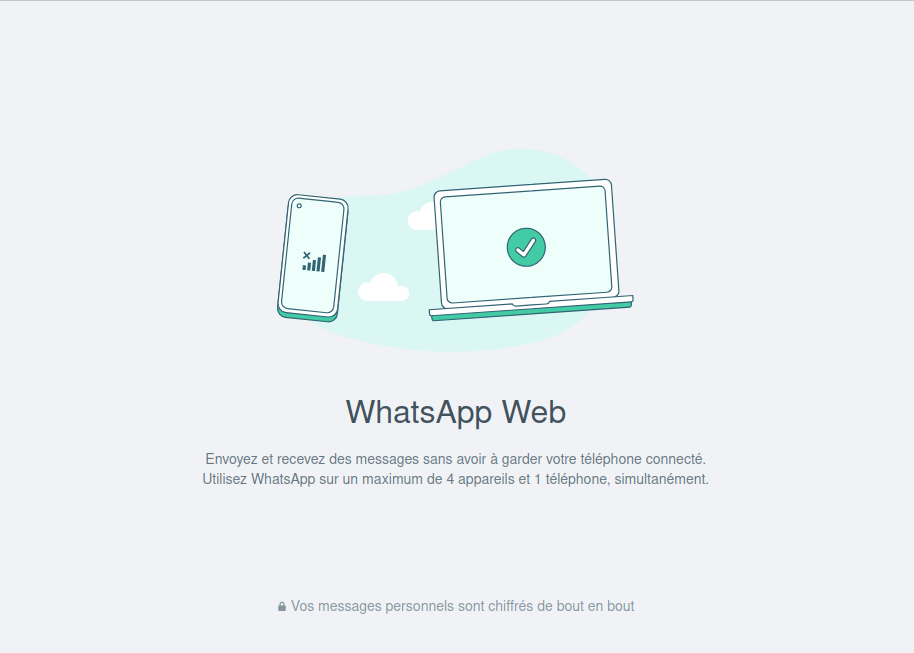 WhatsApp Web
Envoyez et recevez des messages sans avoir à garder votre téléphone connecté.
Utilisez WhatsApp sur un maximum de 4 appareils et 1 téléphone, simultanément.
Vos messages personnels sont chiffrés de bout en bout